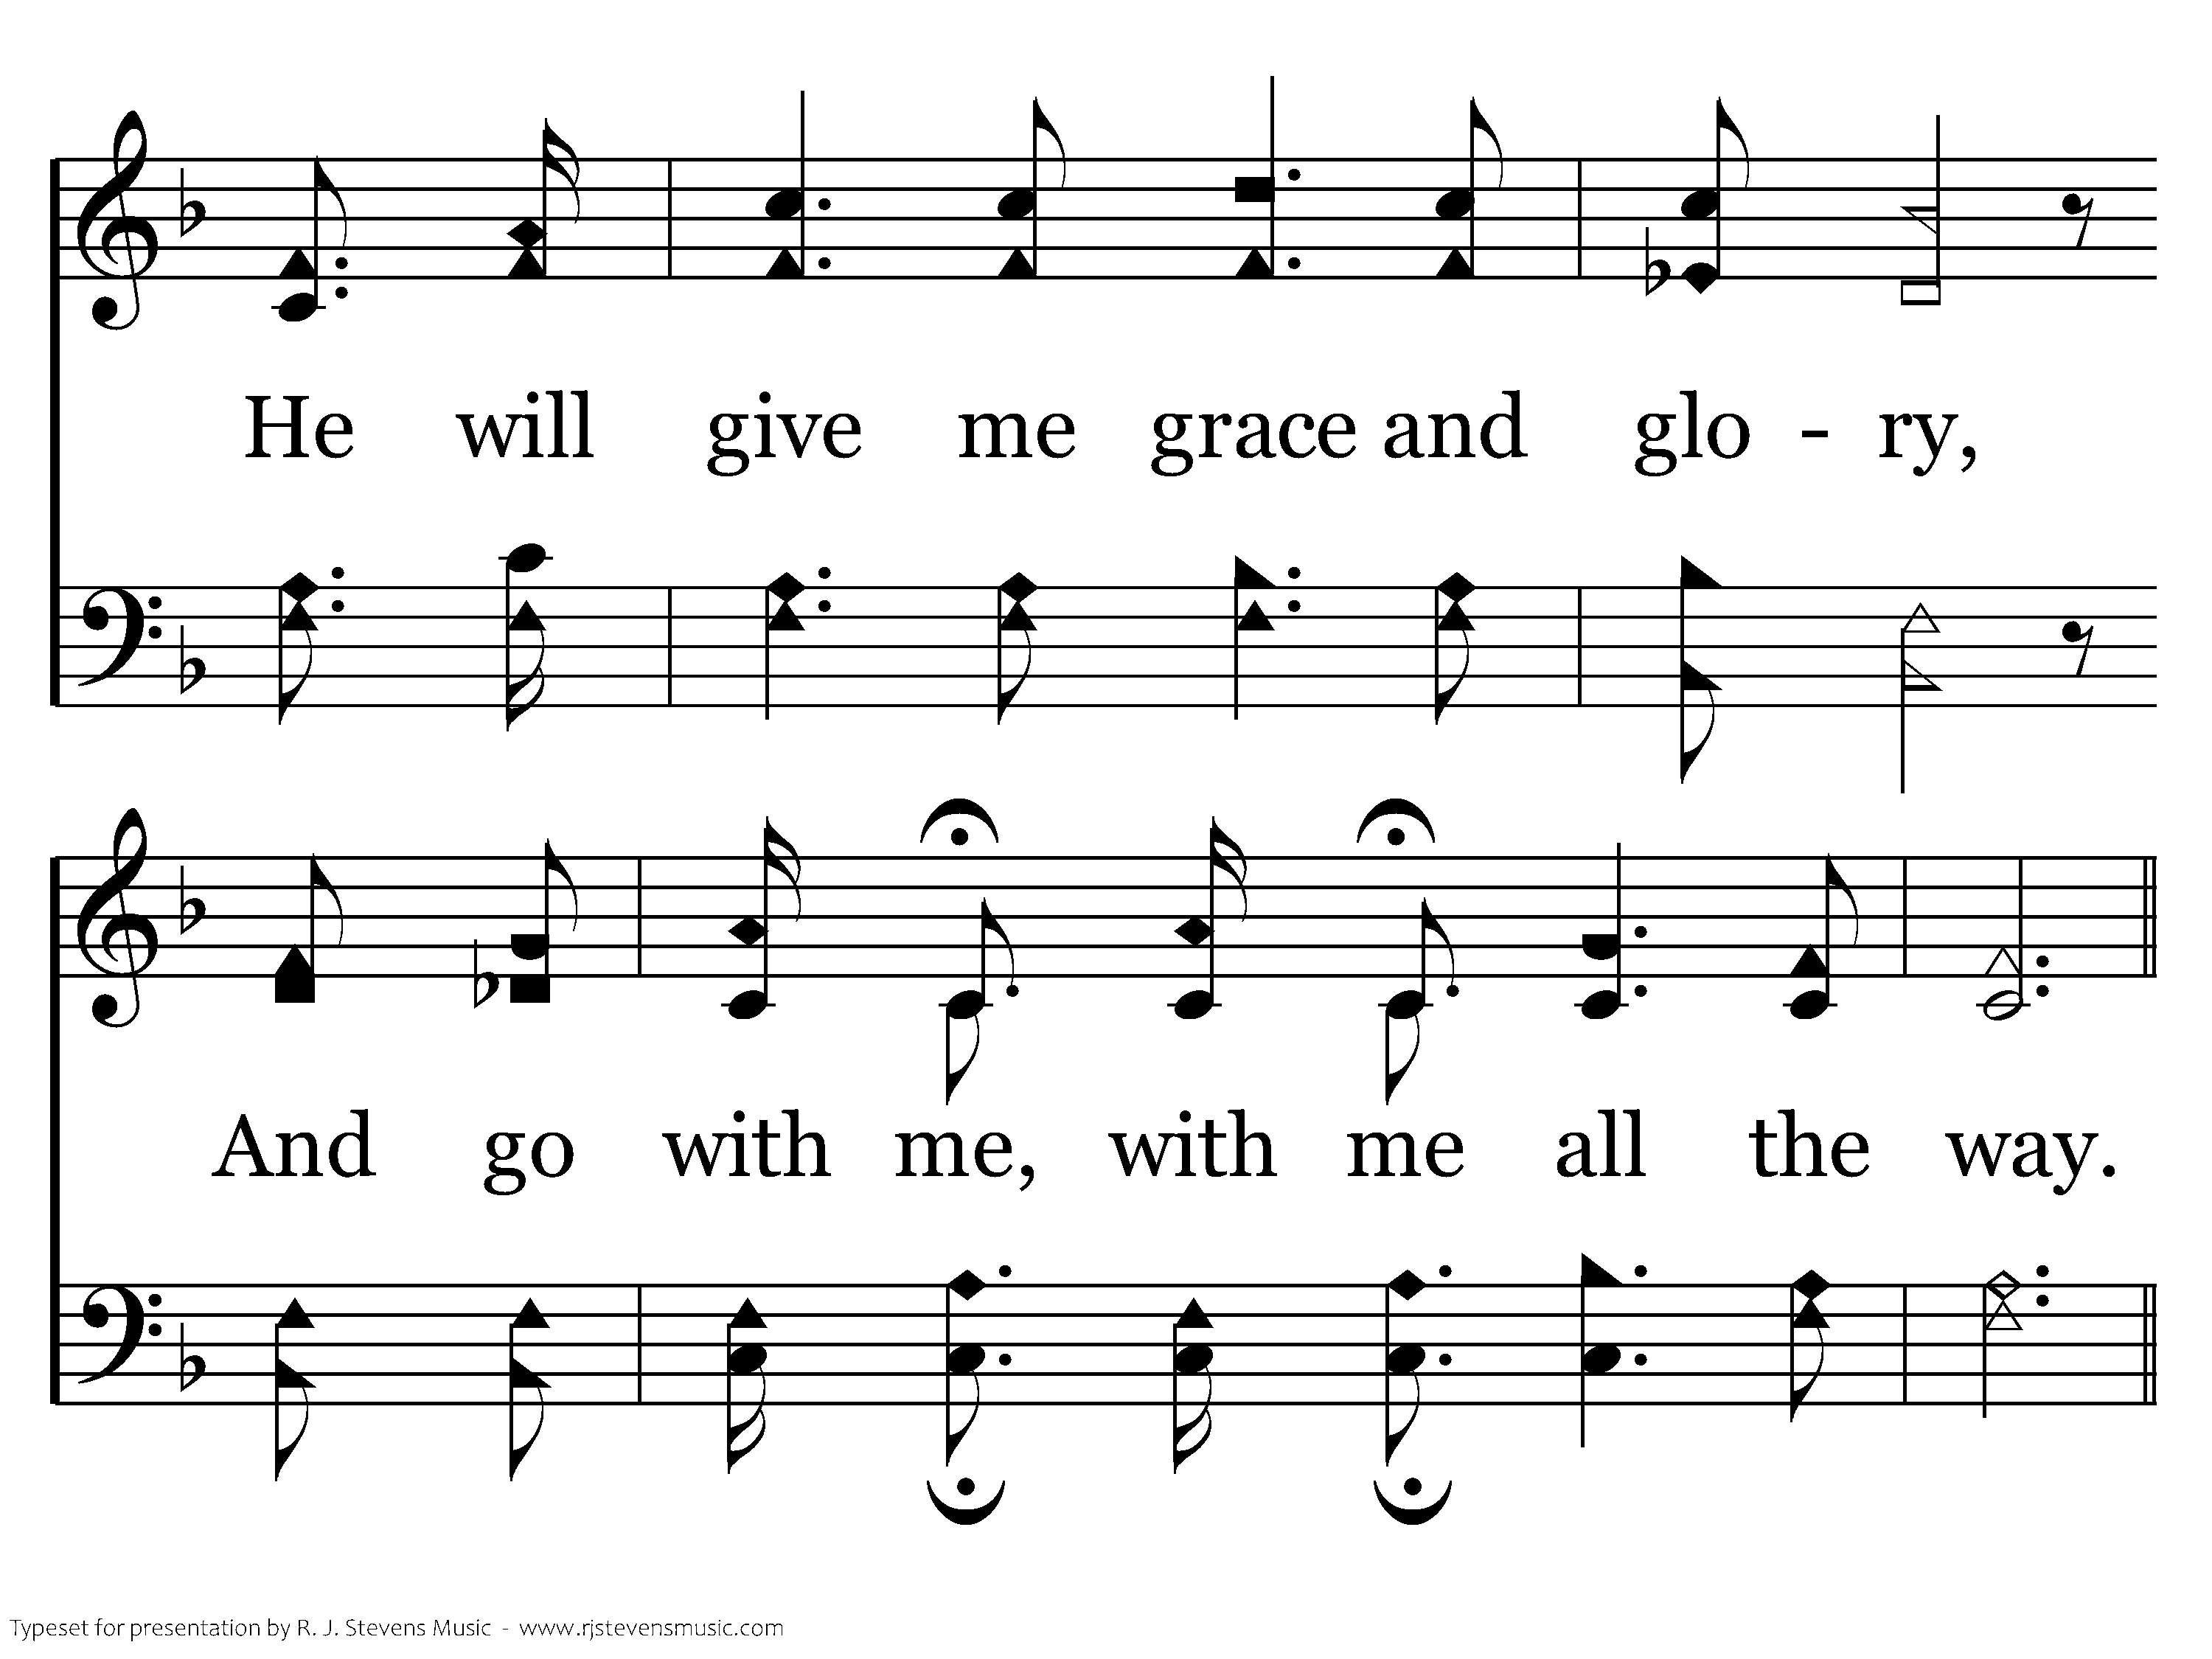 He will give me grace and glo - ry,
And go with me, with me all the way.
Typeset for presentation by R. J. Stevens Music - www.rjstevensmusic.com